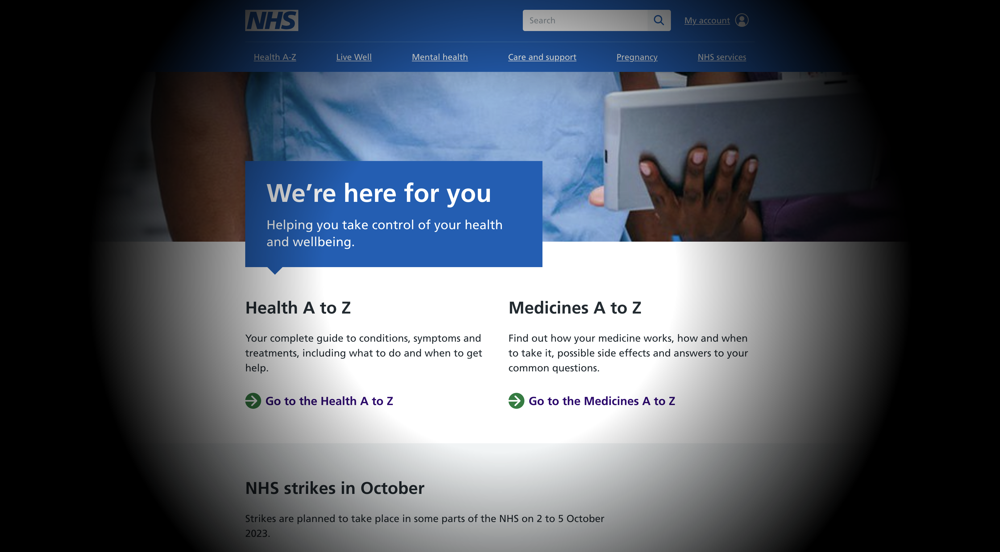 NHS
Search
My account
Health A-Z
Live Well
Mental health
Care and support
Pregnancy
NHS services
We’re here for you
Helping you take control of your health
and wellbeing.
Health A to Z
Your complete guide to conditions, symptoms and
treatments, including what to do and when to get
help.
Go to the Health A to Z
Medicines A to Z
Find out how your medicine works, how and when
to take it, possible side effects and answers to your
common questions.
Go to the Medicines A to Z
NHS strikes in October
Strikes are planned to take place in some parts of the NHS on 2 to 5 October
2023.